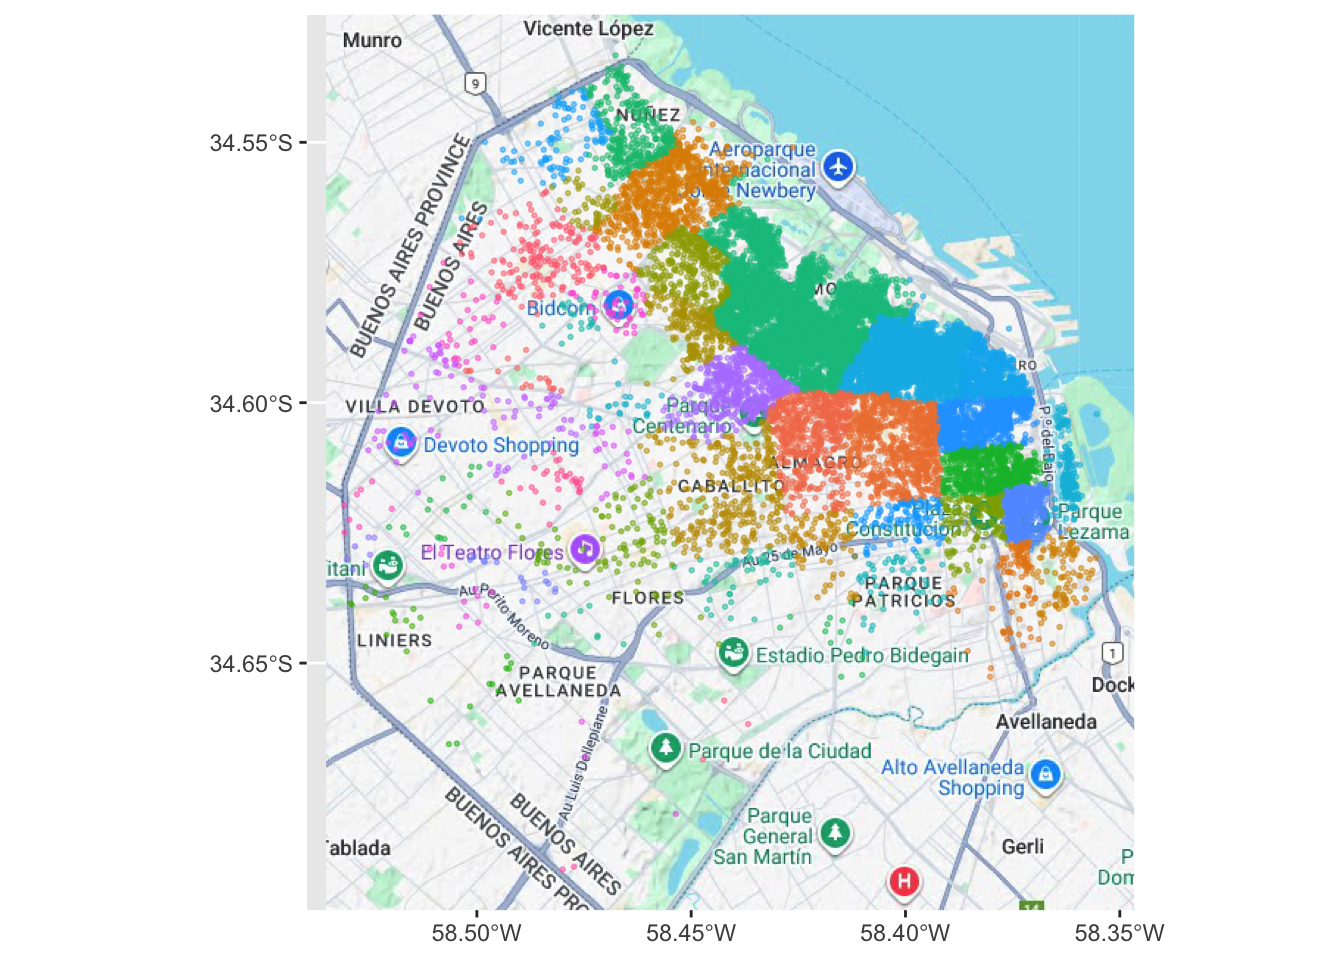 Vicente López
Munro
9
NUÑEZ
34.55°S
Aeroparque
Internacional
Newbery
BUENOS AIRES PROVINCE
BUENOS AIRES
MO
Bidcom
RO
34.60°S
VILLA DEVOTO
Parque
Centenario
Pº del Bajo
Devoto Shopping
ALMAGRO
CABALLITO
Plaza
Constitución
Parque
Lezama
El Teatro Flores
Au 25 de Mayo
itani
Au Perito Moreno
FLORES
PARQUE
PATRICIOS
LINIERS
34.65°S
Estadio Pedro Bidegain
1
PARQUE
AVELLANEDA
Dock
Avellaneda
Au Luis Dellepiane
Parque de la Ciudad
Alto Avellaneda
Shopping
BUENOS AIRES
BUENOS AIRES PRO
Parque
General
San Martín
Tablada
Gerli
P
Dom
H
14
58.50°W
58.45°W
58.40°W
58.35°W